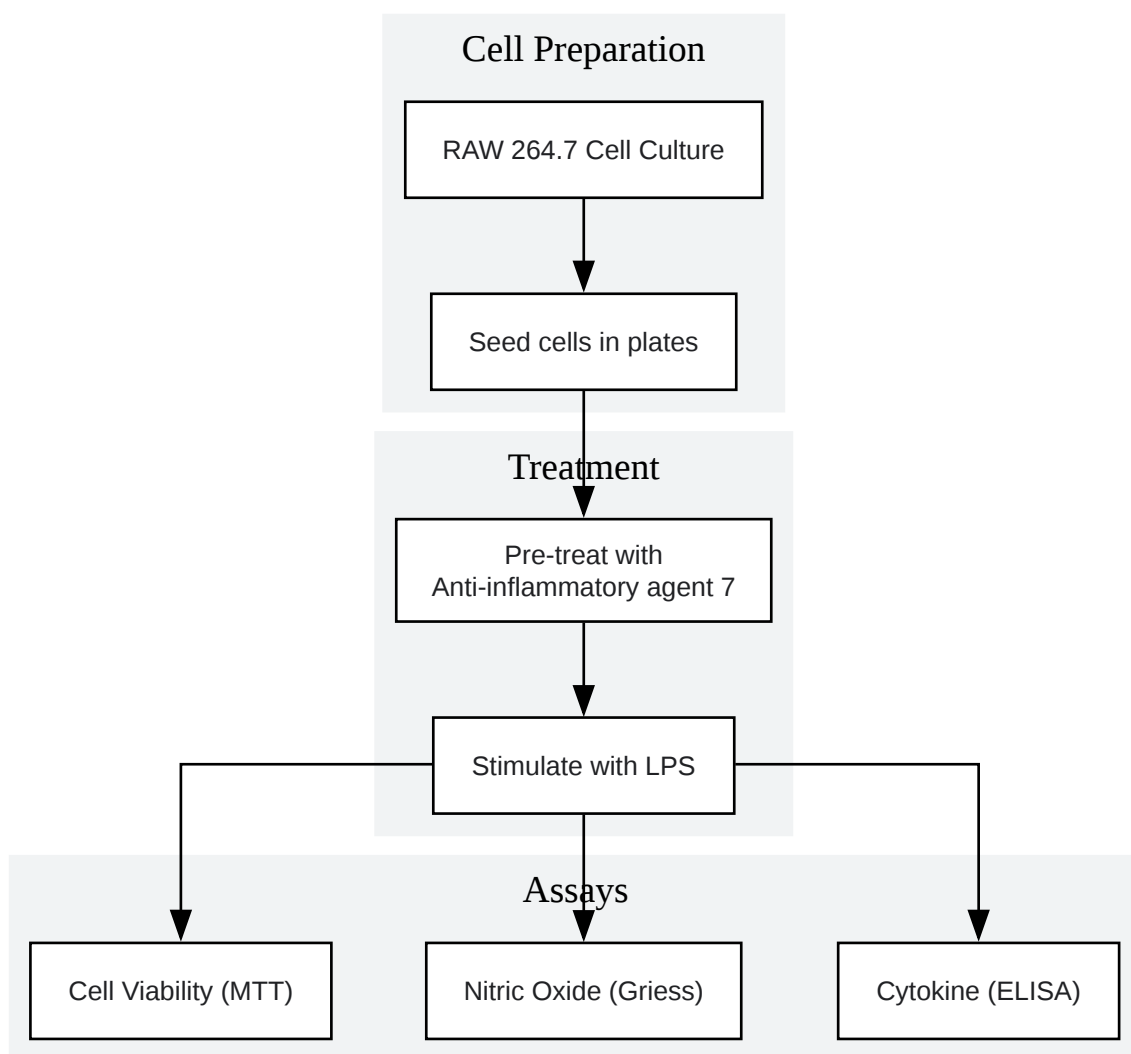 Cell Preparation
RAW 264.7 Cell Culture
Seed cells in plates
Treatment
Pre-treat with
Anti-inflammatory agent 7
Stimulate with LPS
Assays
Cell Viability (MTT)
Nitric Oxide (Griess)
Cytokine (ELISA)